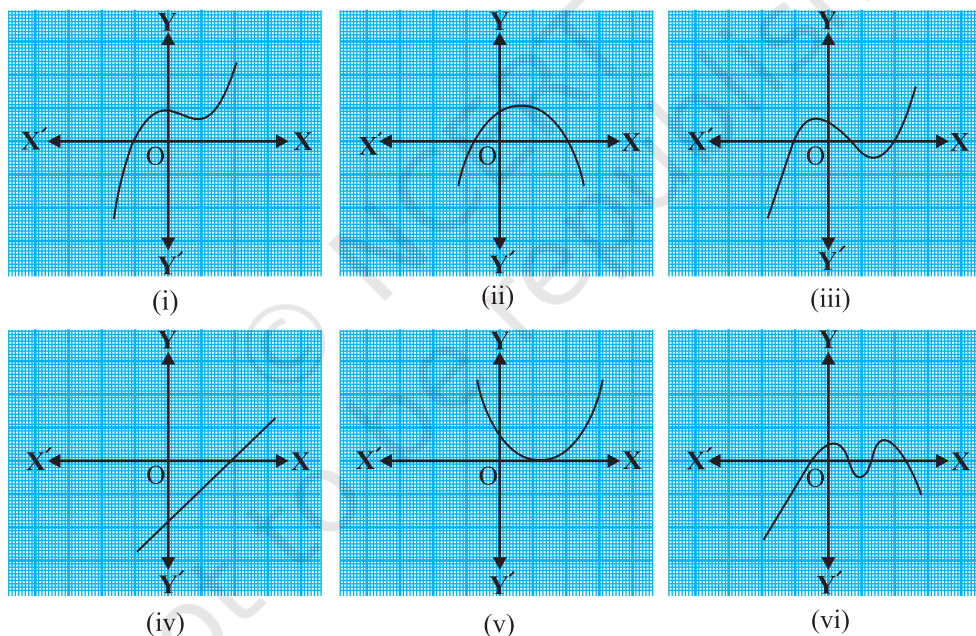 Y Y Y
X′ O X X′ O X X′ O X
Y′ Y′ Y′
(i) (ii) (iii)
Y Y Y
X′ O X X′ O X X′ O X
Y′ Y′ Y′
(iv) (v) (vi)